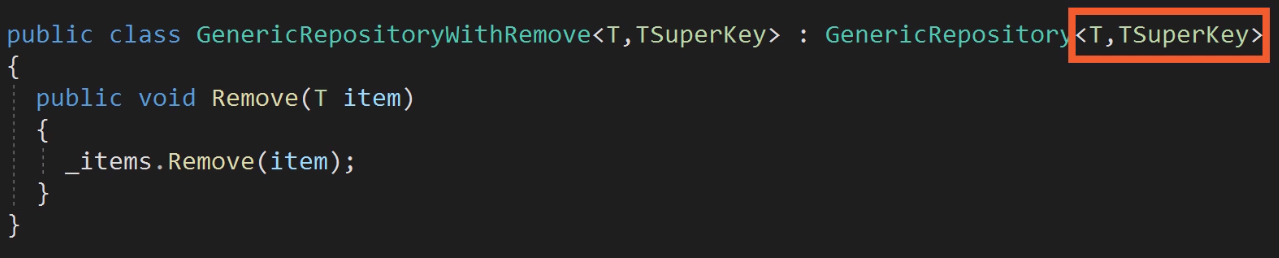 public class GenericRepositoryWithRemove<T,TSuperKey> : GenericRepository<T,TSuperKey>
{
public void Remove(T item)
{
_items.Remove(item);
}
}